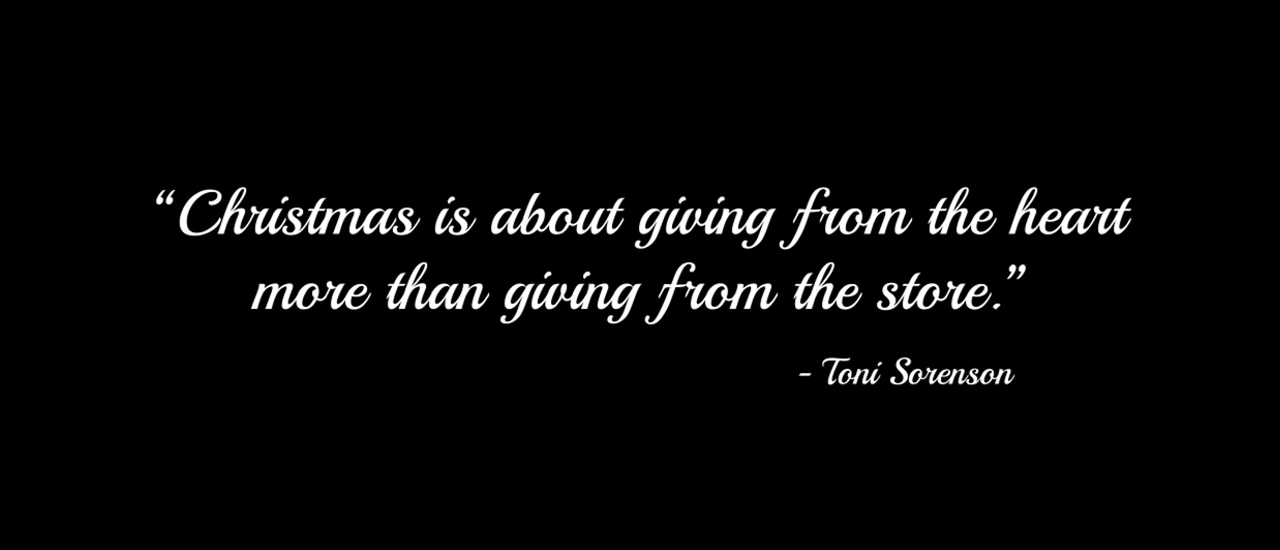 “Christmas is about giving from the heart
more than giving from the store.”
- Toni Sorenson